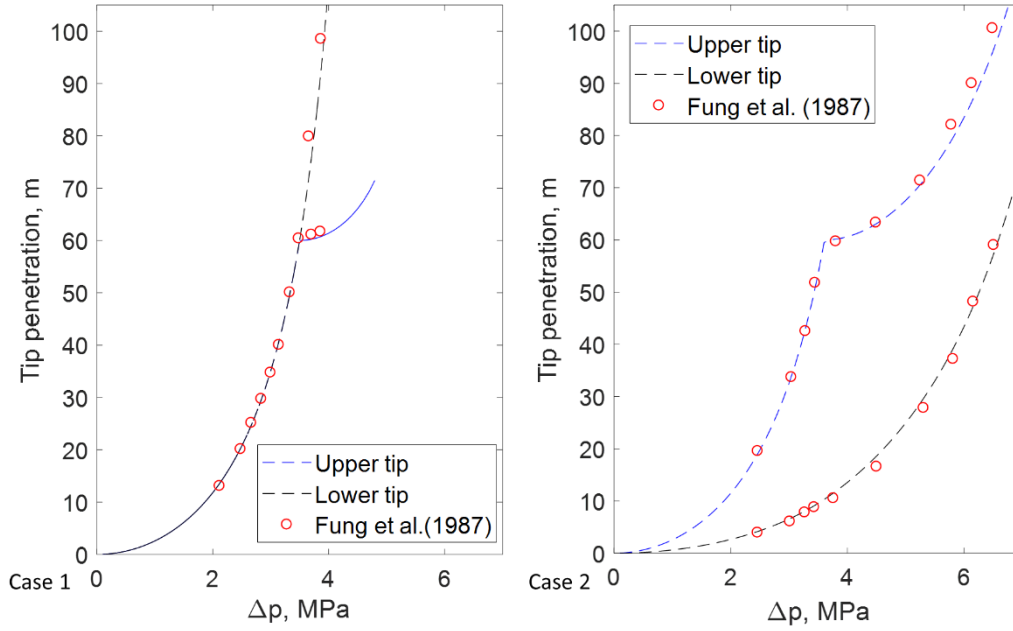 100
90
80
70
60
50
40
30
20
10
0
Tip penetration, m
Upper tip
Lower tip
Fung et al.(1987)
0 2 4 6
Δp, MPa
Case 1
100
90
80
70
60
50
40
30
20
10
0
Tip penetration, m
Upper tip
Lower tip
Fung et al. (1987)
0 2 4 6
Δp, MPa
Case 2